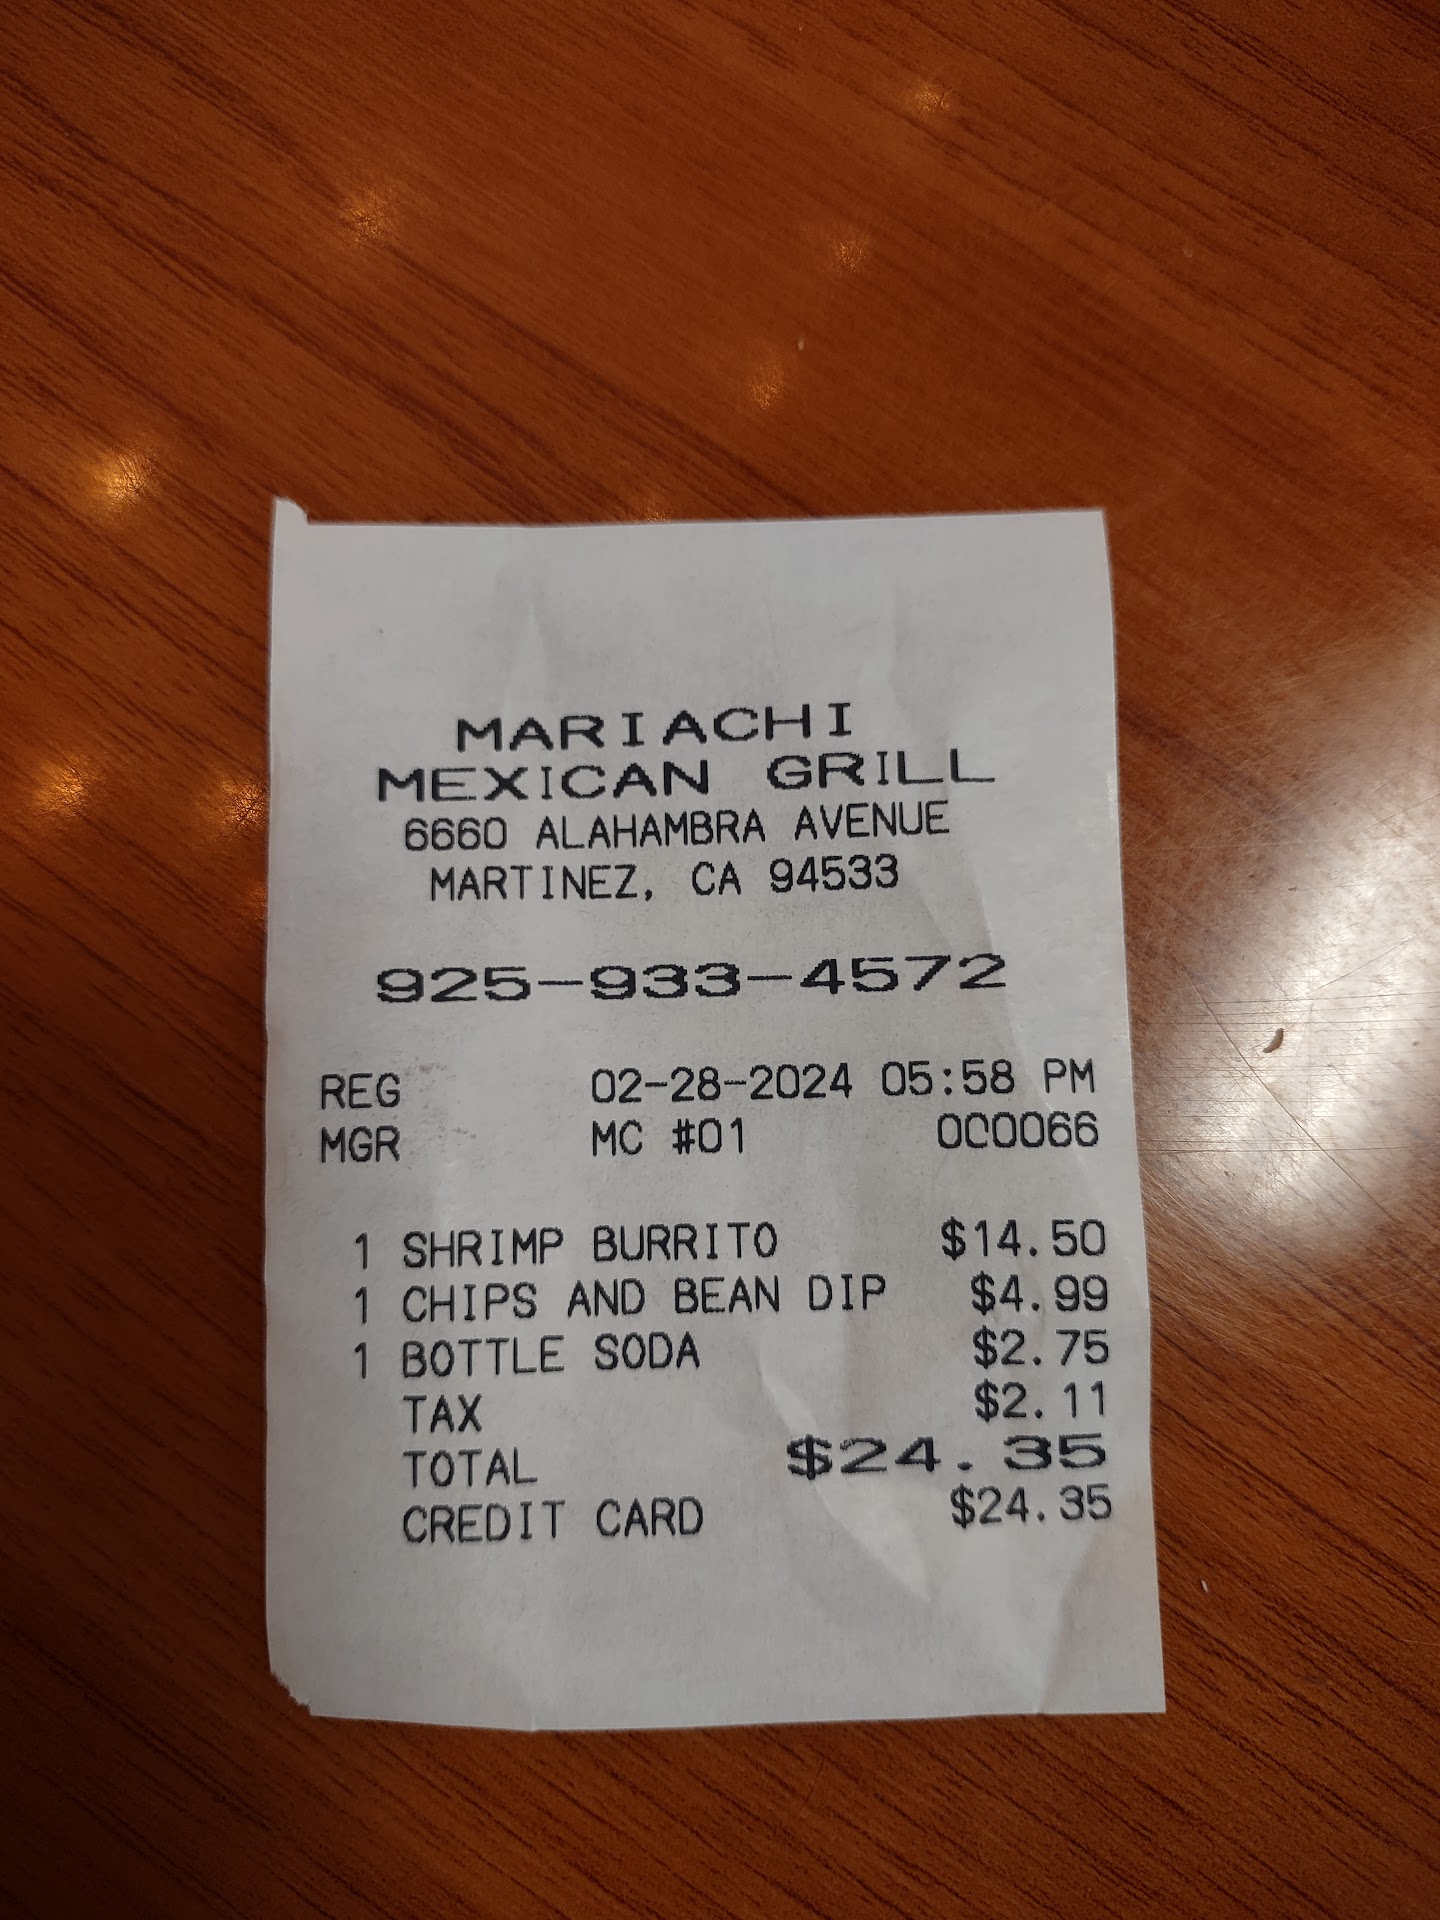 MARIACHI
MEXICAN GRILL
6660 ALAHAMBRA AVENUE
MARTINEZ, CA 94533
925-933-4572
REG 02-28-2024 05:58 PM
MGR MC #01 000066
1 SHRIMP BURRITO $14.50
1 CHIPS AND BEAN DIP $4.99
1 BOTTLE SODA $2.75
TAX $2.11
TOTAL $24.35
CREDIT CARD $24.35